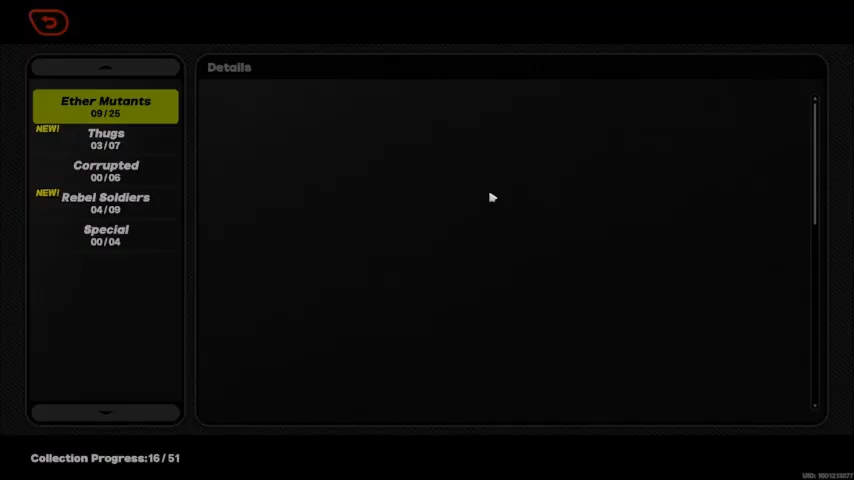 Details
Ether Mutants
09/25
NEW!
Thugs
03/07
Corrupted
00/06
NEW!
Rebel Soldiers
04/09
Special
00/04
Collection Progress:16/51